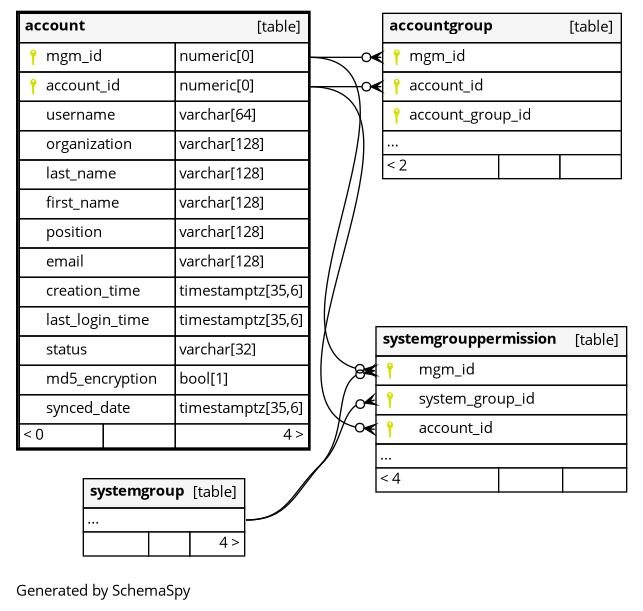 account [table]
mgm_id numeric[0]
account_id numeric[0]
username varchar[64]
organization varchar[128]
last_name varchar[128]
first_name varchar[128]
position varchar[128]
email varchar[128]
creation_time timestamptz[35,6]
last_login_time timestamptz[35,6]
status varchar[32]
md5_encryption bool[1]
synced_date timestamptz[35,6]
< 0 4 >
accountgroup [table]
mgm_id
account_id
account_group_id
...
< 2
systemgrouppermission [table]
mgm_id
system_group_id
account_id
...
< 4
systemgroup [table]
...
4 >
Generated by SchemaSpy